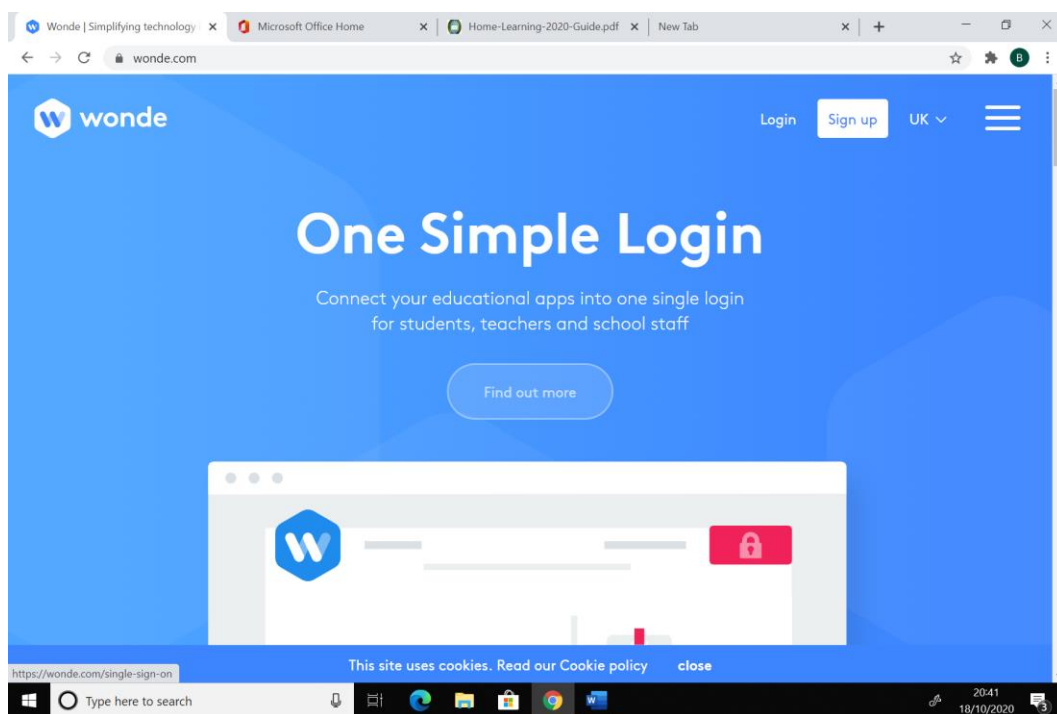 Wonde | Simplifying technology
Microsoft Office Home
Home-Learning-2020-Guide.pdf
New Tab
wonde.com
B
wonde
Login
Sign up
UK
One Simple Login
Connect your educational apps into one single login
for students, teachers and school staff
Find out more
This site uses cookies. Read our Cookie policy
close
https://wonde.com/single-sign-on
Type here to search
20:41
18/10/2020
3